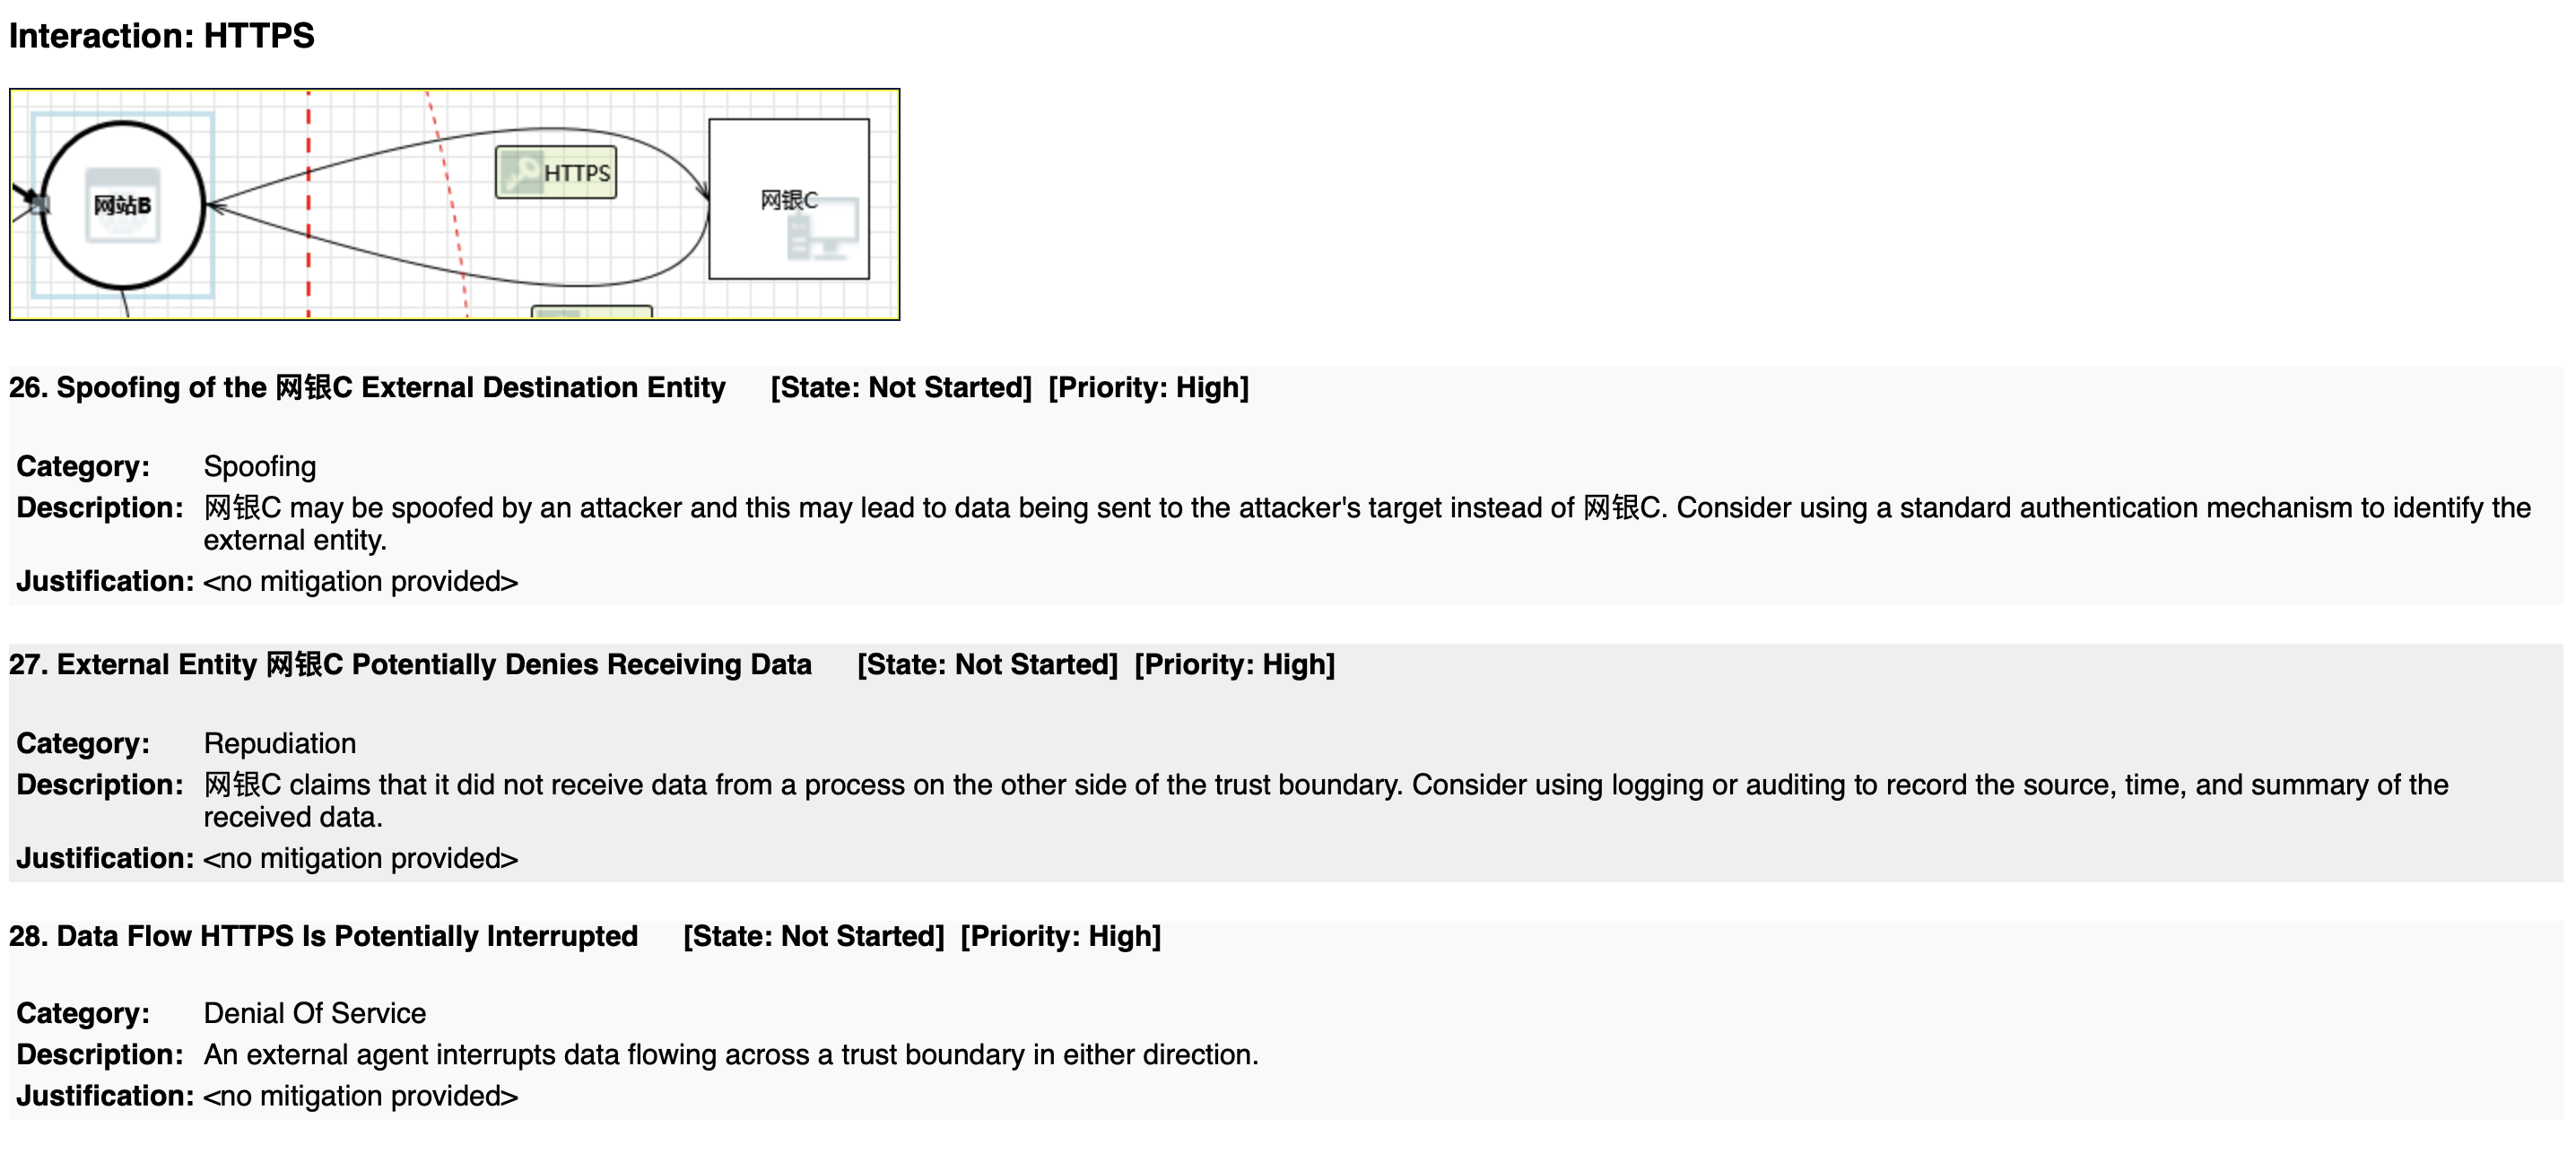 Interaction: HTTPS
网站B
HTTPS
网银C
26. Spoofing of the 网银C External Destination Entity [State: Not Started] [Priority: High]
Category: Spoofing
Description: 网银C may be spoofed by an attacker and this may lead to data being sent to the attacker's target instead of 网银C. Consider using a standard authentication mechanism to identify the
external entity.
Justification: <no mitigation provided>
27. External Entity 网银C Potentially Denies Receiving Data [State: Not Started] [Priority: High]
Category: Repudiation
Description: 网银C claims that it did not receive data from a process on the other side of the trust boundary. Consider using logging or auditing to record the source, time, and summary of the
received data.
Justification: <no mitigation provided>
28. Data Flow HTTPS Is Potentially Interrupted [State: Not Started] [Priority: High]
Category: Denial Of Service
Description: An external agent interrupts data flowing across a trust boundary in either direction.
Justification: <no mitigation provided>